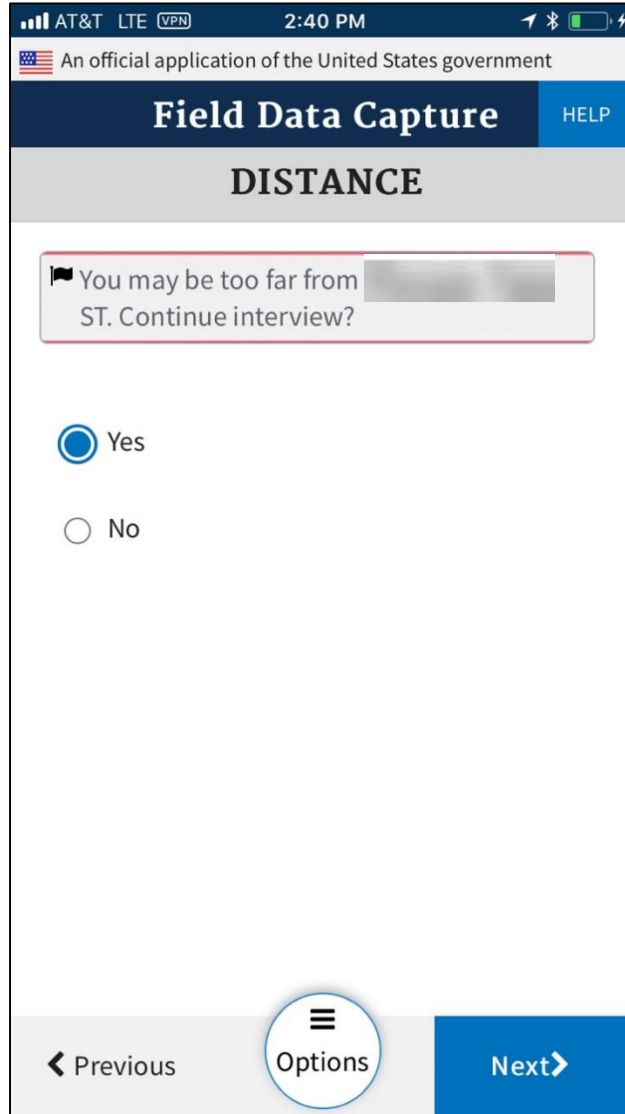 AT&T LTE VPN 2:40 PM
An official application of the United States government
Field Data Capture HELP
DISTANCE
You may be too far from
ST. Continue interview?
Yes
No
Previous Options Next